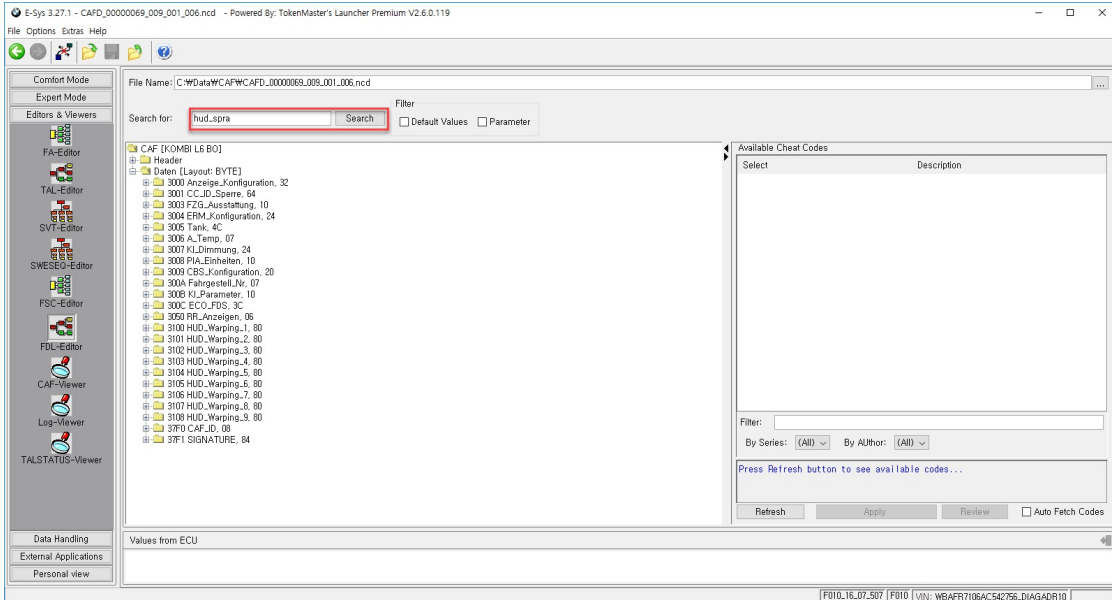 E-Sys 3.27.1 - CAFD_00000069_009_001_006.ncd - Powered By: TokenMaster's Launcher Premium V2.6.0.119
File Options Extras Help
Comfort Mode
Expert Mode
Editors & Viewers
FA-Editor
TAL-Editor
SVT-Editor
SWESEQ-Editor
FSC-Editor
FDL-Editor
CAF-Viewer
Log-Viewer
TALSTATUS-Viewer
Data Handling
External Applications
Personal view
File Name: C:₩Data₩CAF₩CAFD_00000069_009_001_006.ncd ...
Search for: hud_spra Search
Filter
Default Values Parameter
CAF [KOMBI L6 BO]
Header
Daten [Layout: BYTE]
3000 Anzeige_Konfiguration, 32
3001 CC_ID_Sperre, 64
3003 FZG_Ausstattung, 10
3004 ERM_Konfiguration, 24
3005 Tank, 4C
3006 A_Temp, 07
3007 KI_Dimmung, 24
3008 PIA_Einheiten, 10
3009 CBS_Konfiguration, 20
300A Fahrgestell_Nr, 07
300B KI_Parameter, 10
300C ECO_FDS, 3C
3050 RR_Anzeigen, 06
3100 HUD_Warping_1, 80
3101 HUD_Warping_2, 80
3102 HUD_Warping_3, 80
3103 HUD_Warping_4, 80
3104 HUD_Warping_5, 80
3105 HUD_Warping_6, 80
3106 HUD_Warping_7, 80
3107 HUD_Warping_8, 80
3108 HUD_Warping_9, 80
37F0 CAF_ID, 08
37F1 SIGNATURE, 84
Available Cheat Codes
Select Description
Filter:
By Series: (All) By AUthor: (All)
Press Refresh button to see available codes...
Refresh Apply Review Auto Fetch Codes
Values from ECU
F010_16_07_507 F010 VIN: WBAFR7106AC542756_DIAGADR10